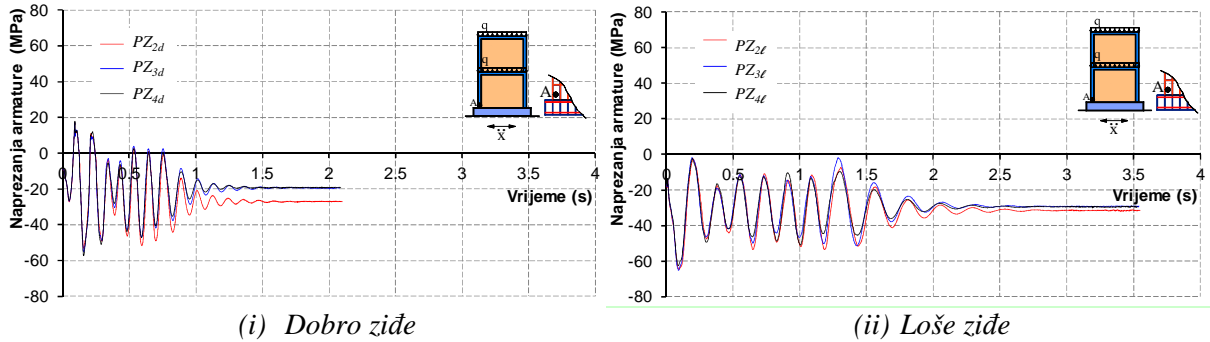 Naprezanja armature (MPa)
80
60
40
20
0
-20
-40
-60
-80
0
0.5
1
1.5
2
2.5
3
3.5
4
Vrijeme (s)
PZ2d
PZ3d
PZ4d
q
q
A
A
ẍ
(i) Dobro ziđe
Naprezanja armature (MPa)
80
60
40
20
0
-20
-40
-60
-80
0
0.5
1
1.5
2
2.5
3
3.5
4
Vrijeme (s)
PZ2ℓ
PZ3ℓ
PZ4ℓ
q
q
A
A
ẍ
(ii) Loše ziđe